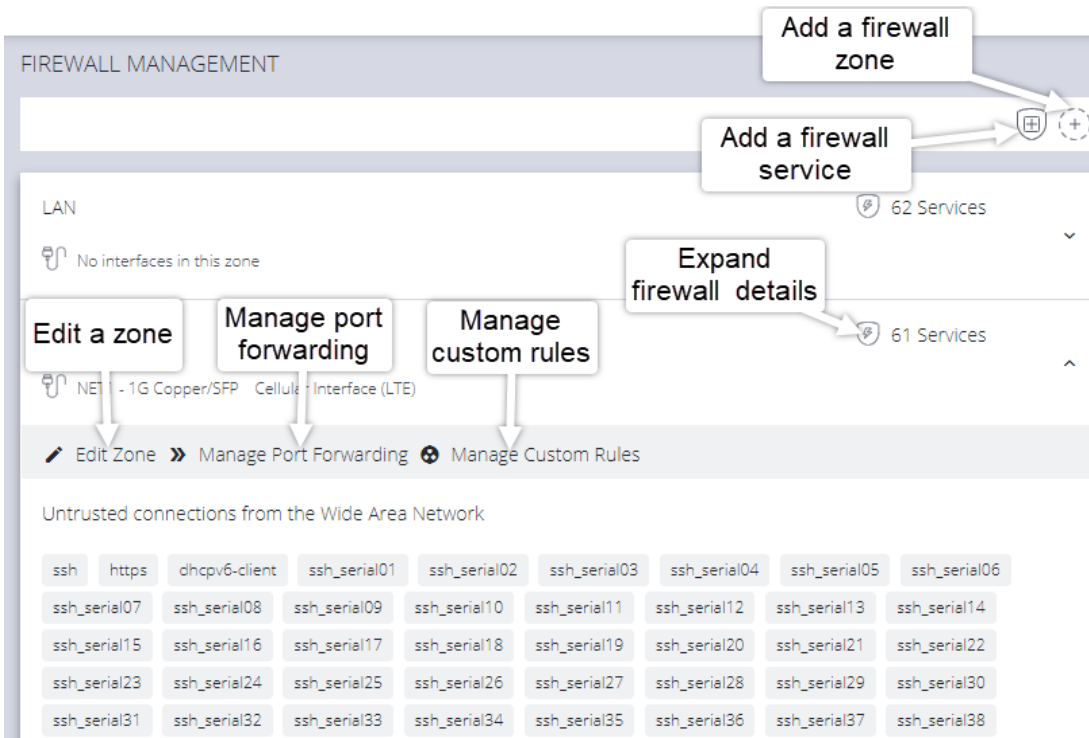 Add a firewall
zone
FIREWALL MANAGEMENT
Add a firewall
service
LAN
62 Services
No interfaces in this zone
Expand
firewall details
Edit a zone
Manage port
forwarding
Manage
custom rules
61 Services
NET1 - 1G Copper/SFP Cellular Interface (LTE)
Edit Zone Manage Port Forwarding Manage Custom Rules
Untrusted connections from the Wide Area Network
ssh https dhcpv6-client ssh_serial01 ssh_serial02 ssh_serial03 ssh_serial04 ssh_serial05 ssh_serial06
ssh_serial07 ssh_serial08 ssh_serial09 ssh_serial10 ssh_serial11 ssh_serial12 ssh_serial13 ssh_serial14
ssh_serial15 ssh_serial16 ssh_serial17 ssh_serial18 ssh_serial19 ssh_serial20 ssh_serial21 ssh_serial22
ssh_serial23 ssh_serial24 ssh_serial25 ssh_serial26 ssh_serial27 ssh_serial28 ssh_serial29 ssh_serial30
ssh_serial31 ssh_serial32 ssh_serial33 ssh_serial34 ssh_serial35 ssh_serial36 ssh_serial37 ssh_serial38